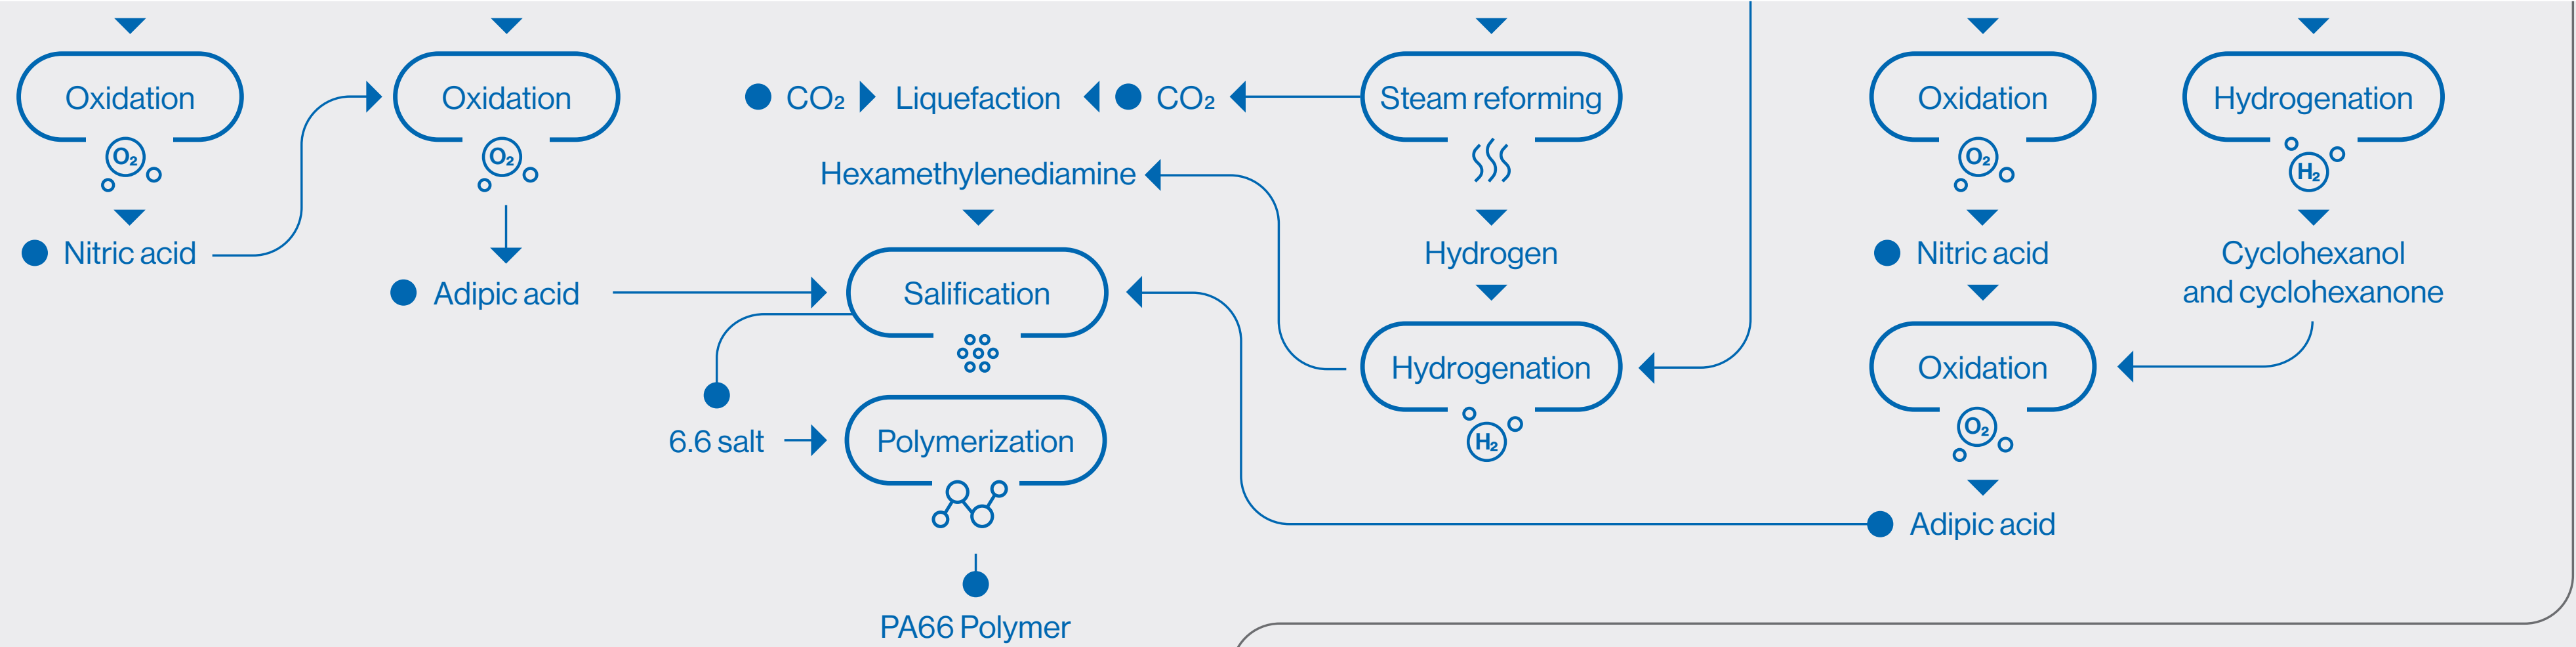 Oxidation
Oxidation
CO₂
Liquefaction
CO₂
Steam reforming
Oxidation
Hydrogenation
O₂
O₂
O₂
H₂
Hexamethylenediamine
Nitric acid
Hydrogen
Nitric acid
Cyclohexanol
and cyclohexanone
Adipic acid
Salification
Hydrogenation
Oxidation
H₂
O₂
6.6 salt
Polymerization
Adipic acid
PA66 Polymer